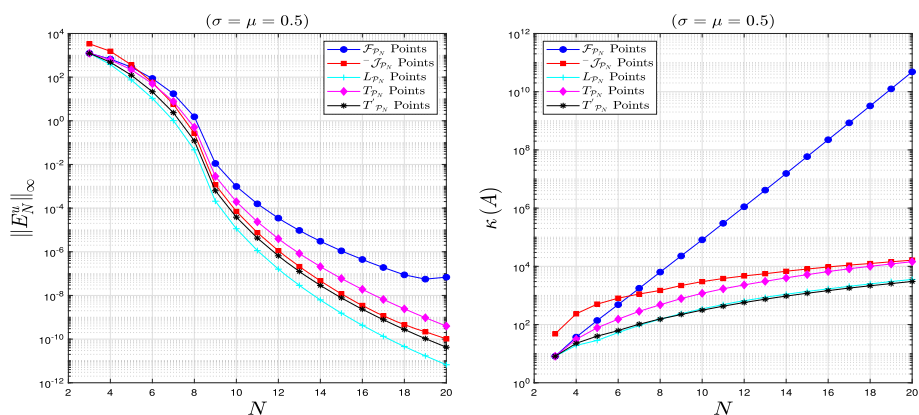 (σ = μ = 0.5)
‖E_N^u‖_∞
10^4
10^2
10^0
10^-2
10^-4
10^-6
10^-8
10^-10
10^-12
2 4 6 8 10 12 14 16 18 20
N
F_{P_N} Points
⁻J_{P_N} Points
L_{P_N} Points
T_{P_N} Points
T'_{P_N} Points
(σ = μ = 0.5)
κ(A)
10^12
10^10
10^8
10^6
10^4
10^2
10^0
2 4 6 8 10 12 14 16 18 20
N
F_{P_N} Points
⁻J_{P_N} Points
L_{P_N} Points
T_{P_N} Points
T'_{P_N} Points